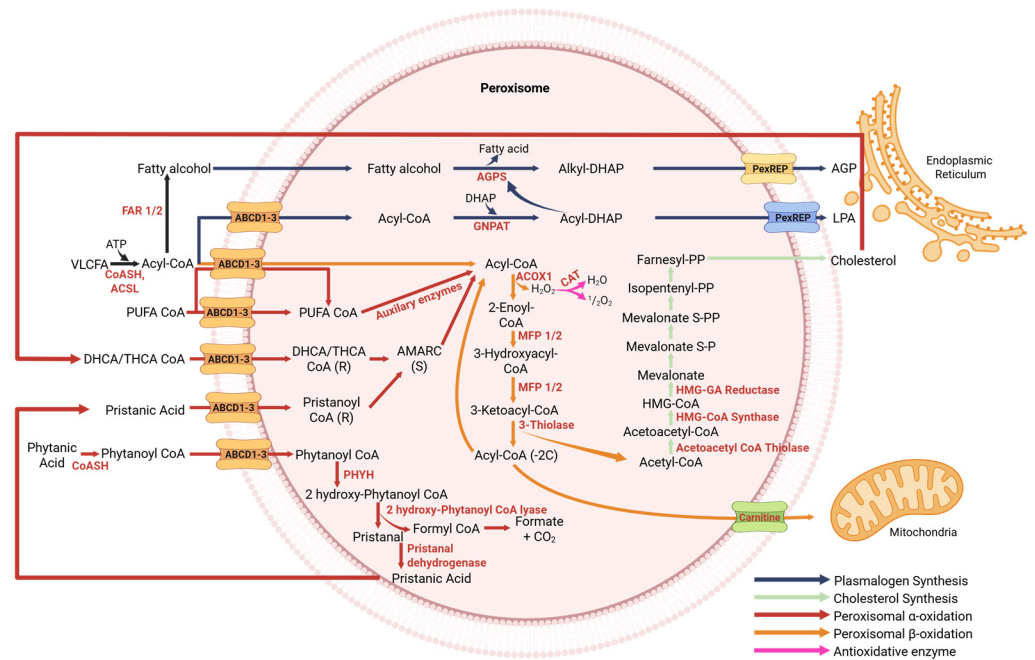 Peroxisome
Endoplasmic
Reticulum
Fatty alcohol
Fatty alcohol
Fatty acid
AGPS
Alkyl-DHAP
PexREP
AGP
FAR 1/2
DHAP
ABCD1-3
Acyl-CoA
GNPAT
Acyl-DHAP
PexREP
LPA
ATP
VLCFA
Acyl-CoA
CoASH,
ACSL
ABCD1-3
Acyl-CoA
ACOX1
H2O2
CAT
H2O
1/2O2
Farnesyl-PP
Cholesterol
Isopentenyl-PP
PUFA CoA
ABCD1-3
PUFA CoA
Auxilary enzymes
2-Enoyl-
CoA
Mevalonate S-PP
MFP 1/2
DHCA/THCA CoA
ABCD1-3
DHCA/THCA
CoA (R)
AMARC
(S)
3-Hydroxyacyl-
CoA
Mevalonate S-P
Mevalonate
MFP 1/2
HMG-GA Reductase
HMG-CoA
Pristanic Acid
ABCD1-3
Pristanoyl
CoA (R)
3-Ketoacyl-CoA
3-Thiolase
HMG-CoA Synthase
Acetoacetyl-CoA
Acetoacetyl CoA Thiolase
Phytanic
Acid
CoASH
Phytanoyl CoA
ABCD1-3
Phytanoyl CoA
Acyl-CoA (-2C)
Acetyl-CoA
PHYH
2 hydroxy-Phytanoyl CoA
2 hydroxy-Phytanoyl CoA lyase
Pristanal
Formyl CoA
Formate
+ CO2
Carnitine
Mitochondria
Pristanal
dehydrogenase
Pristanic Acid
Plasmalogen Synthesis
Cholesterol Synthesis
Peroxisomal α-oxidation
Peroxisomal β-oxidation
Antioxidative enzyme